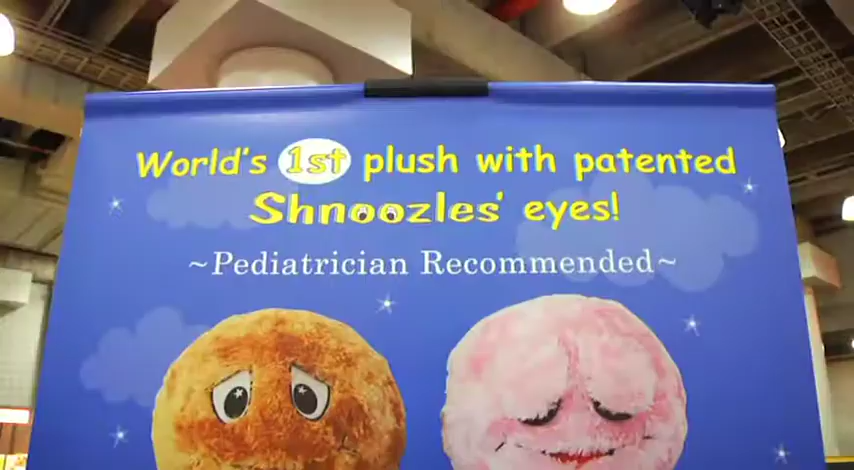 World's 1st plush with patented
Shnoozles' eyes!
~Pediatrician Recommended~